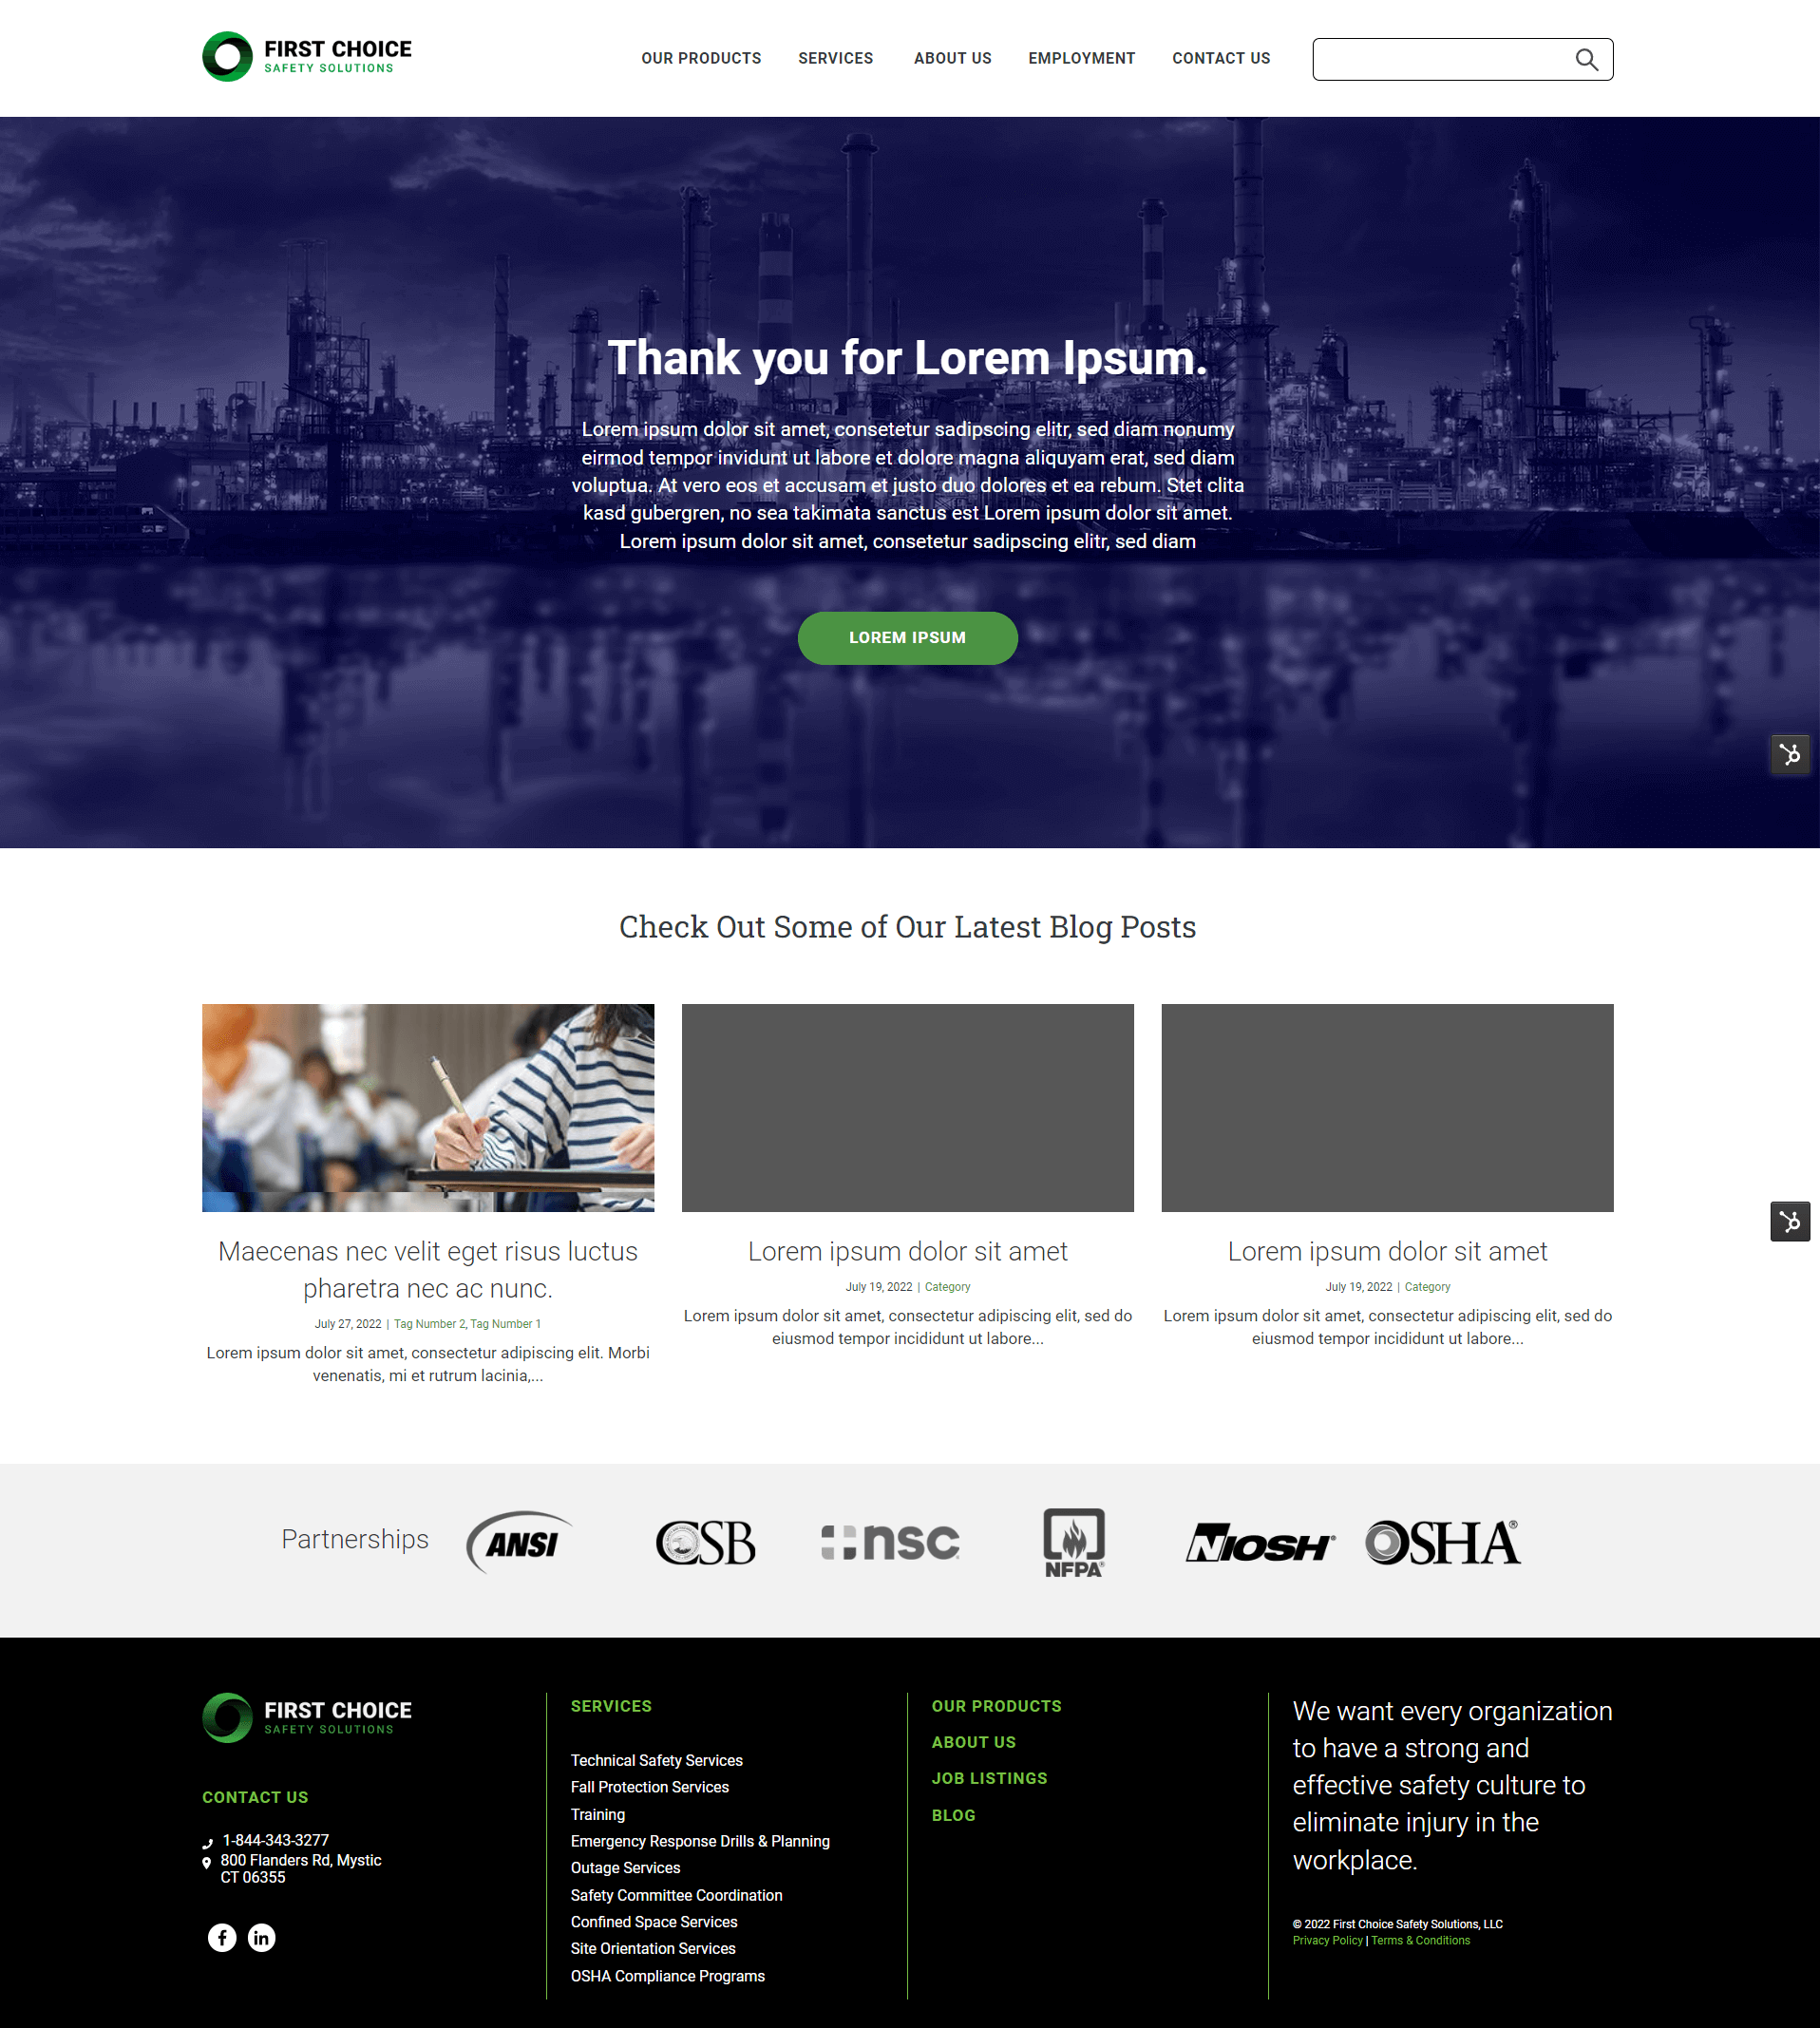 FIRST CHOICE
SAFETY SOLUTIONS
OUR PRODUCTS SERVICES ABOUT US EMPLOYMENT CONTACT US
Thank you for Lorem Ipsum.
Lorem ipsum dolor sit amet, consetetur sadipscing elitr, sed diam nonumy
eirmod tempor invidunt ut labore et dolore magna aliquyam erat, sed diam
voluptua. At vero eos et accusam et justo duo dolores et ea rebum. Stet clita
kasd gubergren, no sea takimata sanctus est Lorem ipsum dolor sit amet.
Lorem ipsum dolor sit amet, consetetur sadipscing elitr, sed diam
LOREM IPSUM
Check Out Some of Our Latest Blog Posts
Maecenas nec velit eget risus luctus
pharetra nec ac nunc.
July 27, 2022 | Tag Number 2, Tag Number 1
Lorem ipsum dolor sit amet, consectetur adipiscing elit. Morbi
venenatis, mi et rutrum lacinia,...
Lorem ipsum dolor sit amet
July 19, 2022 | Category
Lorem ipsum dolor sit amet, consectetur adipiscing elit, sed do
eiusmod tempor incididunt ut labore...
Lorem ipsum dolor sit amet
July 19, 2022 | Category
Lorem ipsum dolor sit amet, consectetur adipiscing elit, sed do
eiusmod tempor incididunt ut labore...
Partnerships
ANSI
CSB
nsc
NFPA®
NIOSH®
OSHA®
FIRST CHOICE
SAFETY SOLUTIONS
CONTACT US
1-844-343-3277
800 Flanders Rd, Mystic
CT 06355
SERVICES
Technical Safety Services
Fall Protection Services
Training
Emergency Response Drills & Planning
Outage Services
Safety Committee Coordination
Confined Space Services
Site Orientation Services
OSHA Compliance Programs
OUR PRODUCTS
ABOUT US
JOB LISTINGS
BLOG
We want every organization
to have a strong and
effective safety culture to
eliminate injury in the
workplace.
© 2022 First Choice Safety Solutions, LLC
Privacy Policy | Terms & Conditions